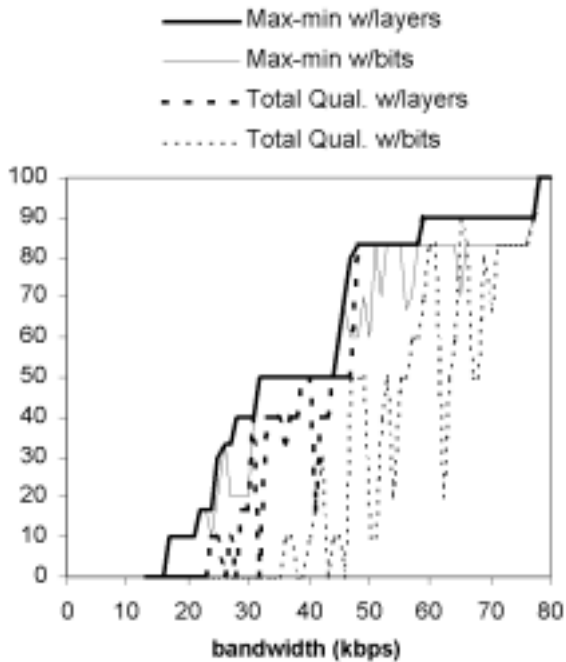 Max-min w/layers
Max-min w/bits
Total Qual. w/layers
Total Qual. w/bits
100
90
80
70
60
50
40
30
20
10
0
0 10 20 30 40 50 60 70 80
bandwidth (kbps)